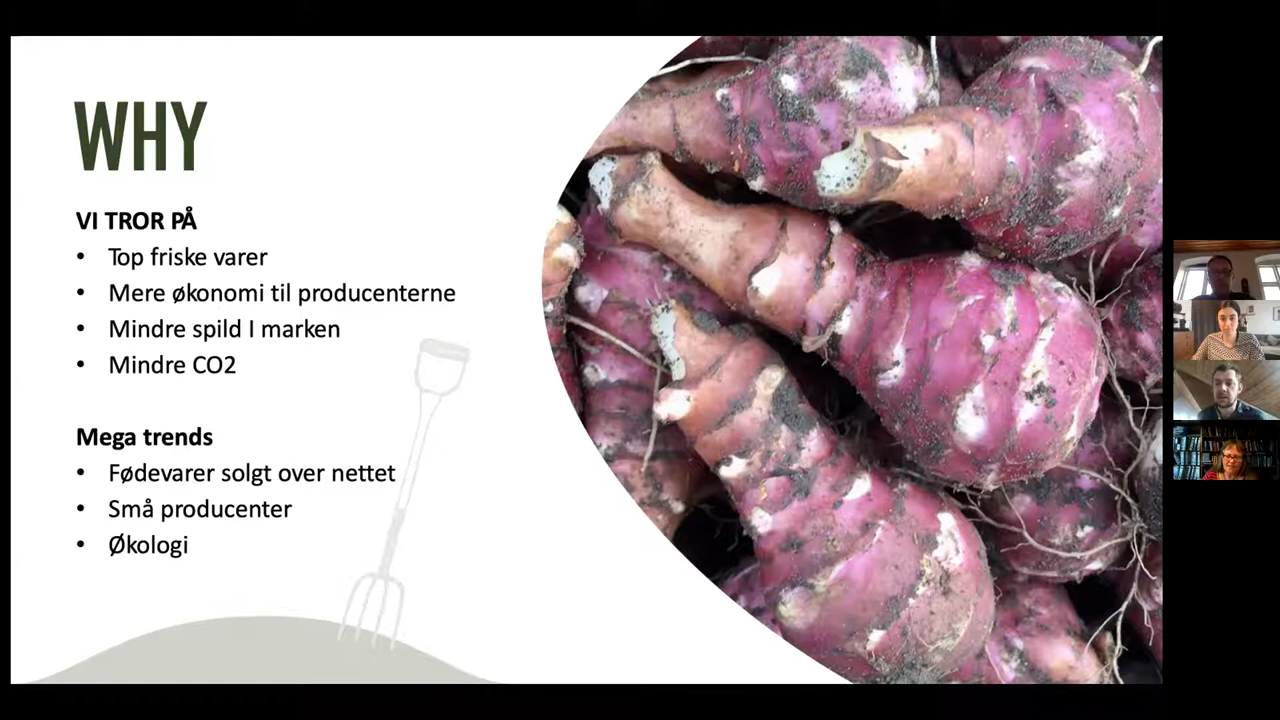 WHY
VI TROR PÅ
• Top friske varer
• Mere økonomi til producenterne
• Mindre spild I marken
• Mindre CO2
Mega trends
• Fødevarer solgt over nettet
• Små producenter
• Økologi